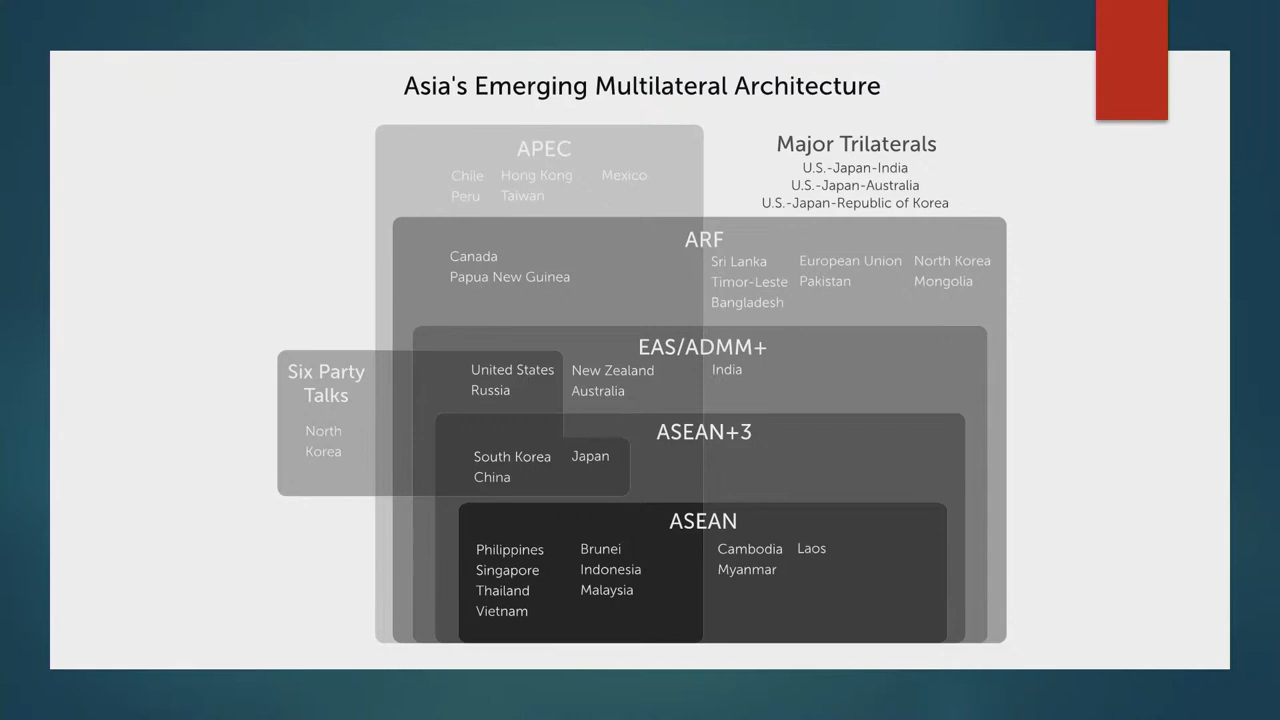 Asia's Emerging Multilateral Architecture
APEC
Chile Hong Kong Mexico
Peru Taiwan
Major Trilaterals
U.S.-Japan-India
U.S.-Japan-Australia
U.S.-Japan-Republic of Korea
ARF
Canada
Papua New Guinea
Sri Lanka European Union North Korea
Timor-Leste Pakistan Mongolia
Bangladesh
EAS/ADMM+
United States New Zealand India
Russia Australia
Six Party
Talks
North
Korea
ASEAN+3
South Korea Japan
China
ASEAN
Philippines Brunei Cambodia Laos
Singapore Indonesia Myanmar
Thailand Malaysia
Vietnam